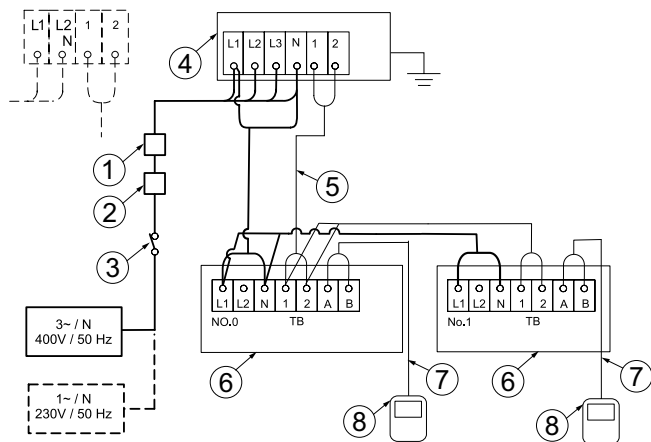 L1 L2 1 2
N
L1 L2 L3 N 1 2
4
1
2
3
5
L1 L2 N 1 2 A B
NO.0 TB
L1 L2 N 1 2 A B
No.1 TB
3~ / N
400V / 50 Hz
6
7
6
7
1~ / N
230V / 50 Hz
8
8